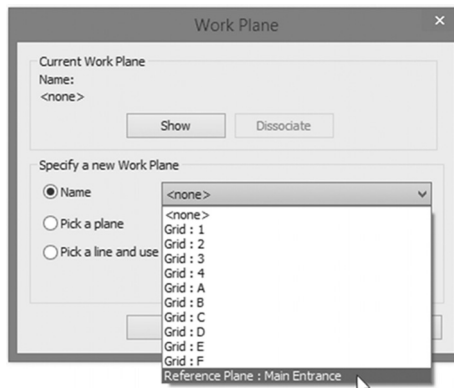 Work Plane
Current Work Plane
Name:
<none>
Show Dissociate
Specify a new Work Plane
Name <none>
Pick a plane
Pick a line and use
<none>
Grid : 1
Grid : 2
Grid : 3
Grid : 4
Grid : A
Grid : B
Grid : C
Grid : D
Grid : E
Grid : F
Reference Plane : Main Entrance